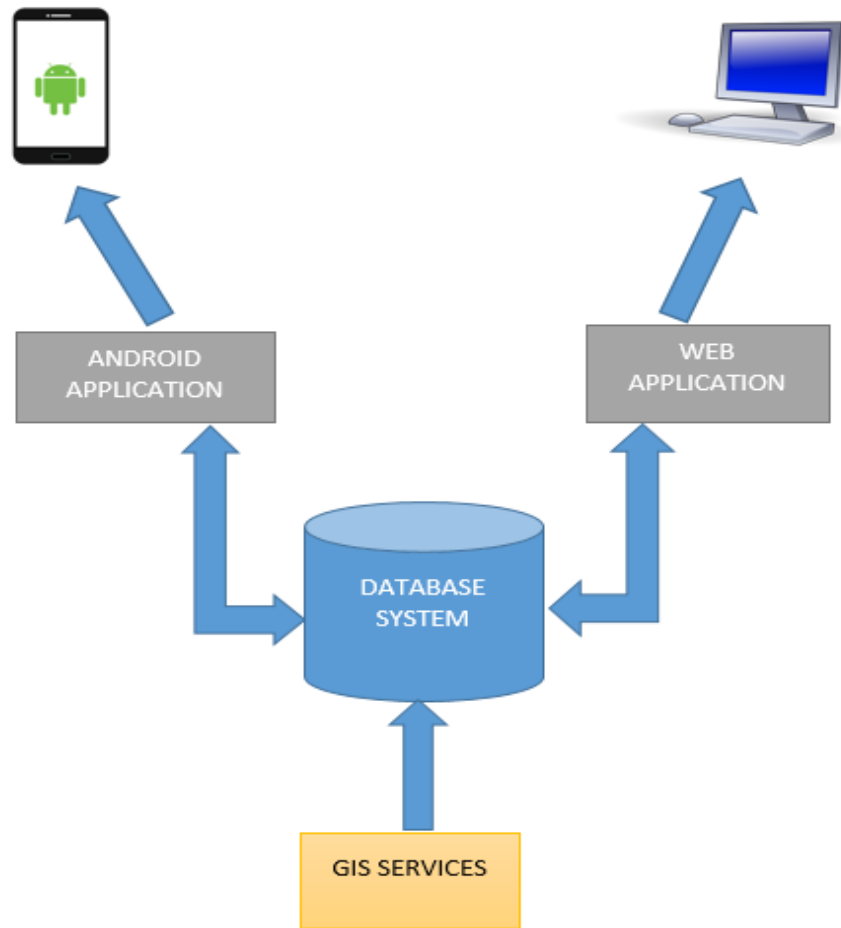 ANDROID
APPLICATION
WEB
APPLICATION
DATABASE
SYSTEM
GIS SERVICES